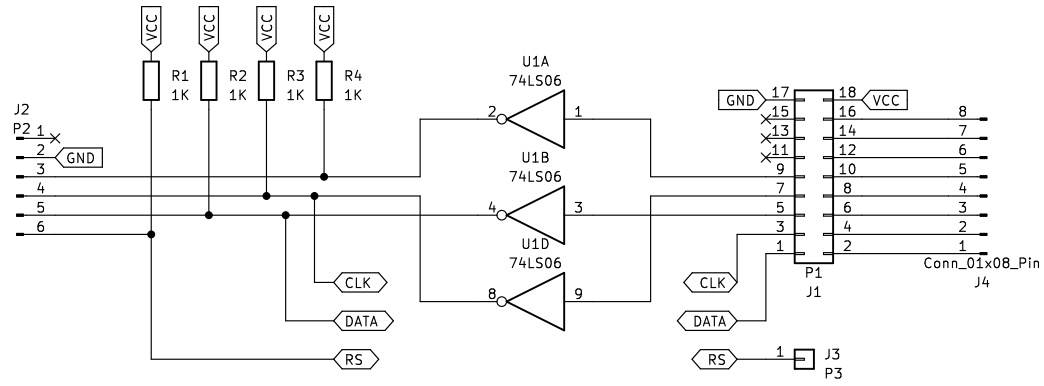 VCC VCC VCC VCC
R1 R2 R3 R4
1K 1K 1K 1K
J2
P2
1
2 GND
3
4
5
6
U1A
74LS06
2 1
U1B
74LS06
4 3
U1D
74LS06
8 9
CLK
DATA
RS
GND 17 18 VCC
15 16 8
13 14 7
11 12 6
9 10 5
7 8 4
5 6 3
3 4 2
1 2 1
P1
J1
Conn_01x08_Pin
J4
CLK
DATA
RS 1 J3
P3